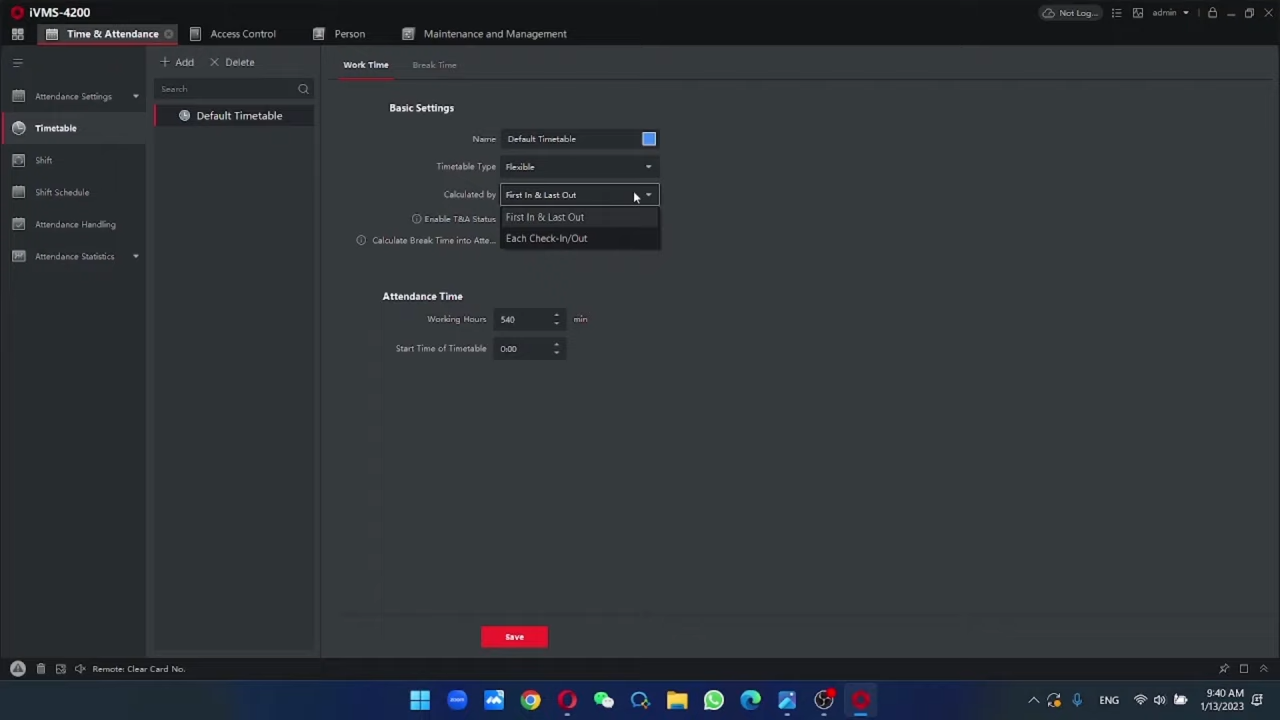 iVMS-4200
Not Log...
admin
Time & Attendance
Access Control
Person
Maintenance and Management
Add
Delete
Search
Default Timetable
Attendance Settings
Timetable
Shift
Shift Schedule
Attendance Handling
Attendance Statistics
Work Time
Break Time
Basic Settings
Name
Default Timetable
Timetable Type
Flexible
Calculated by
First In & Last Out
Enable T&A Status
First In & Last Out
Calculate Break Time into Atte...
Each Check-In/Out
Attendance Time
Working Hours
540
min
Start Time of Timetable
0:00
Save
Remote: Clear Card No.
zoom
ENG
9:40 AM
1/13/2023